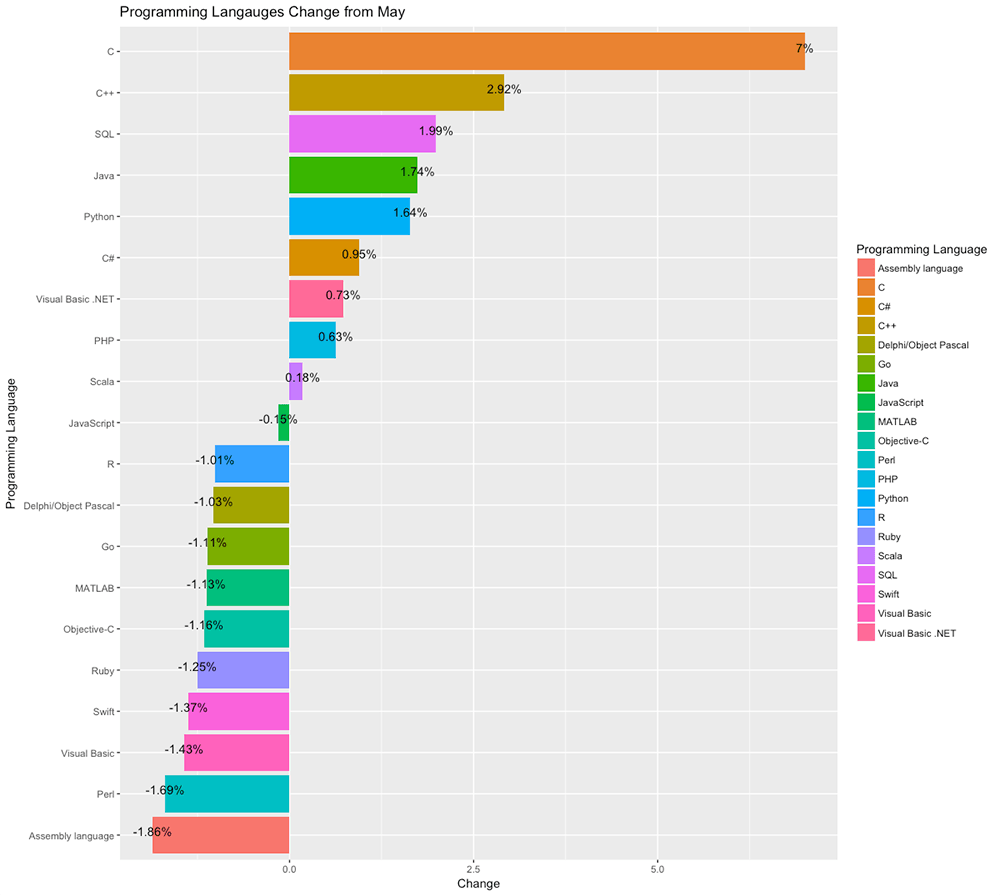 Programming Langauges Change from May
Programming Language
C
7%
C++
2.92%
SQL
1.99%
Java
1.74%
Python
1.64%
C#
0.95%
Visual Basic .NET
0.73%
PHP
0.63%
Scala
0.18%
JavaScript
-0.15%
R
-1.01%
Delphi/Object Pascal
-1.03%
Go
-1.11%
MATLAB
-1.13%
Objective-C
-1.16%
Ruby
-1.25%
Swift
-1.37%
Visual Basic
-1.43%
Perl
-1.69%
Assembly language
-1.86%
0.0
2.5
5.0
Change
Programming Language
Assembly language
C
C#
C++
Delphi/Object Pascal
Go
Java
JavaScript
MATLAB
Objective-C
Perl
PHP
Python
R
Ruby
Scala
SQL
Swift
Visual Basic
Visual Basic .NET